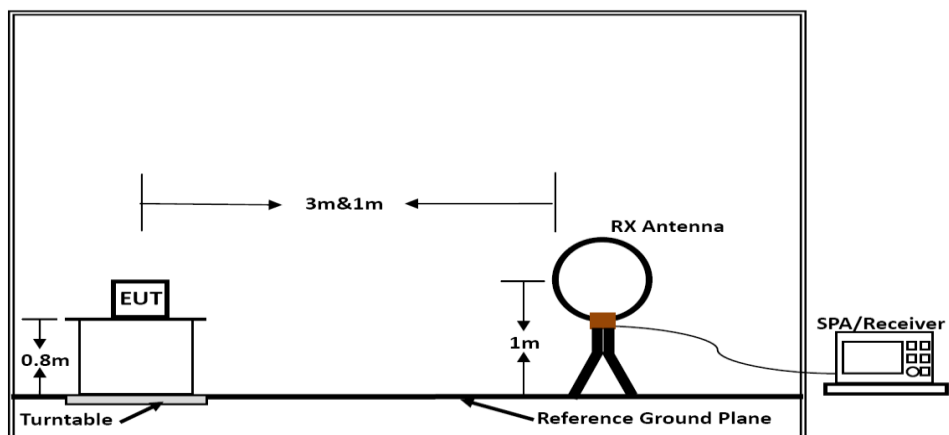 3m&1m
RX Antenna
EUT
SPA/Receiver
0.8m
1m
Turntable
Reference Ground Plane